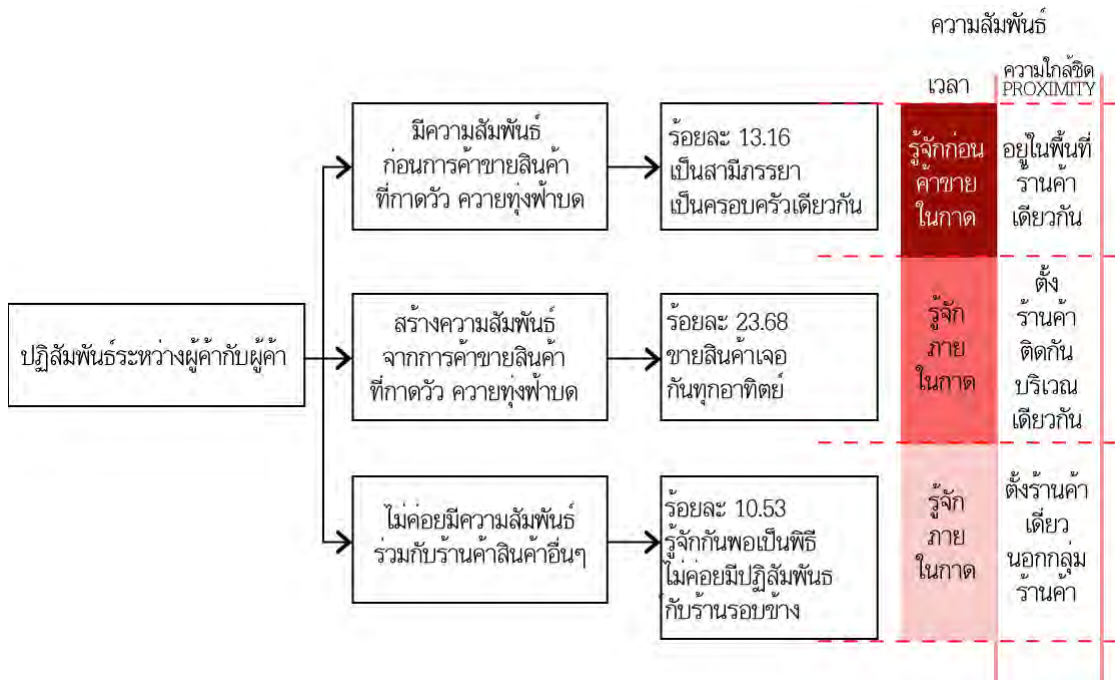 ความสัมพันธ์
เวลา
ความใกล้ชิด
PROXIMITY
ปฏิสัมพันธ์ระหว่างผู้ค้ากับผู้ค้า
มีความสัมพันธ์
ก่อนการค้าขายสินค้า
ที่กาดวัว ควายทุ่งฟ้าบด
ร้อยละ 13.16
เป็นสามีภรรยา
เป็นครอบครัวเดียวกัน
รู้จักก่อน
ค้าขาย
ในกาด
อยู่ในพื้นที่
ร้านค้า
เดียวกัน
สร้างความสัมพันธ์
จากการค้าขายสินค้า
ที่กาดวัว ควายทุ่งฟ้าบด
ร้อยละ 23.68
ขายสินค้าเจอ
กันทุกอาทิตย์
รู้จัก
ภาย
ในกาด
ตั้ง
ร้านค้า
ติดกัน
บริเวณ
เดียวกัน
ไม่ค่อยมีความสัมพันธ์
ร่วมกับร้านค้าสินค้าอื่นๆ
ร้อยละ 10.53
รู้จักกันพอเป็นพิธี
ไม่ค่อยมีปฏิสัมพันธ
กับร้านรอบข้าง
รู้จัก
ภาย
ในกาด
ตั้งร้านค้า
เดี่ยว
นอกกลุ่ม
ร้านค้า